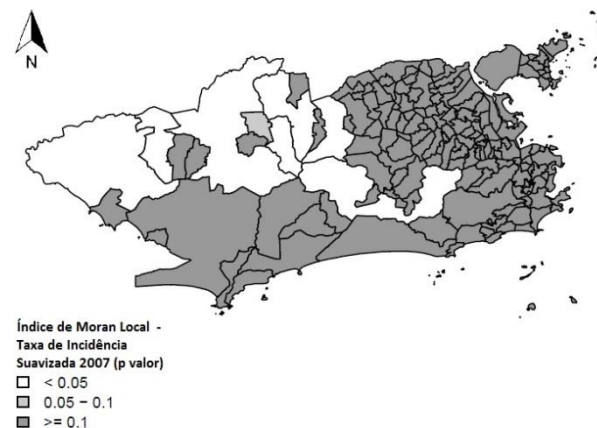 N
Índice de Moran Local -
Taxa de Incidência
Suavizada 2007 (p valor)
< 0.05
0.05 – 0.1
>= 0.1